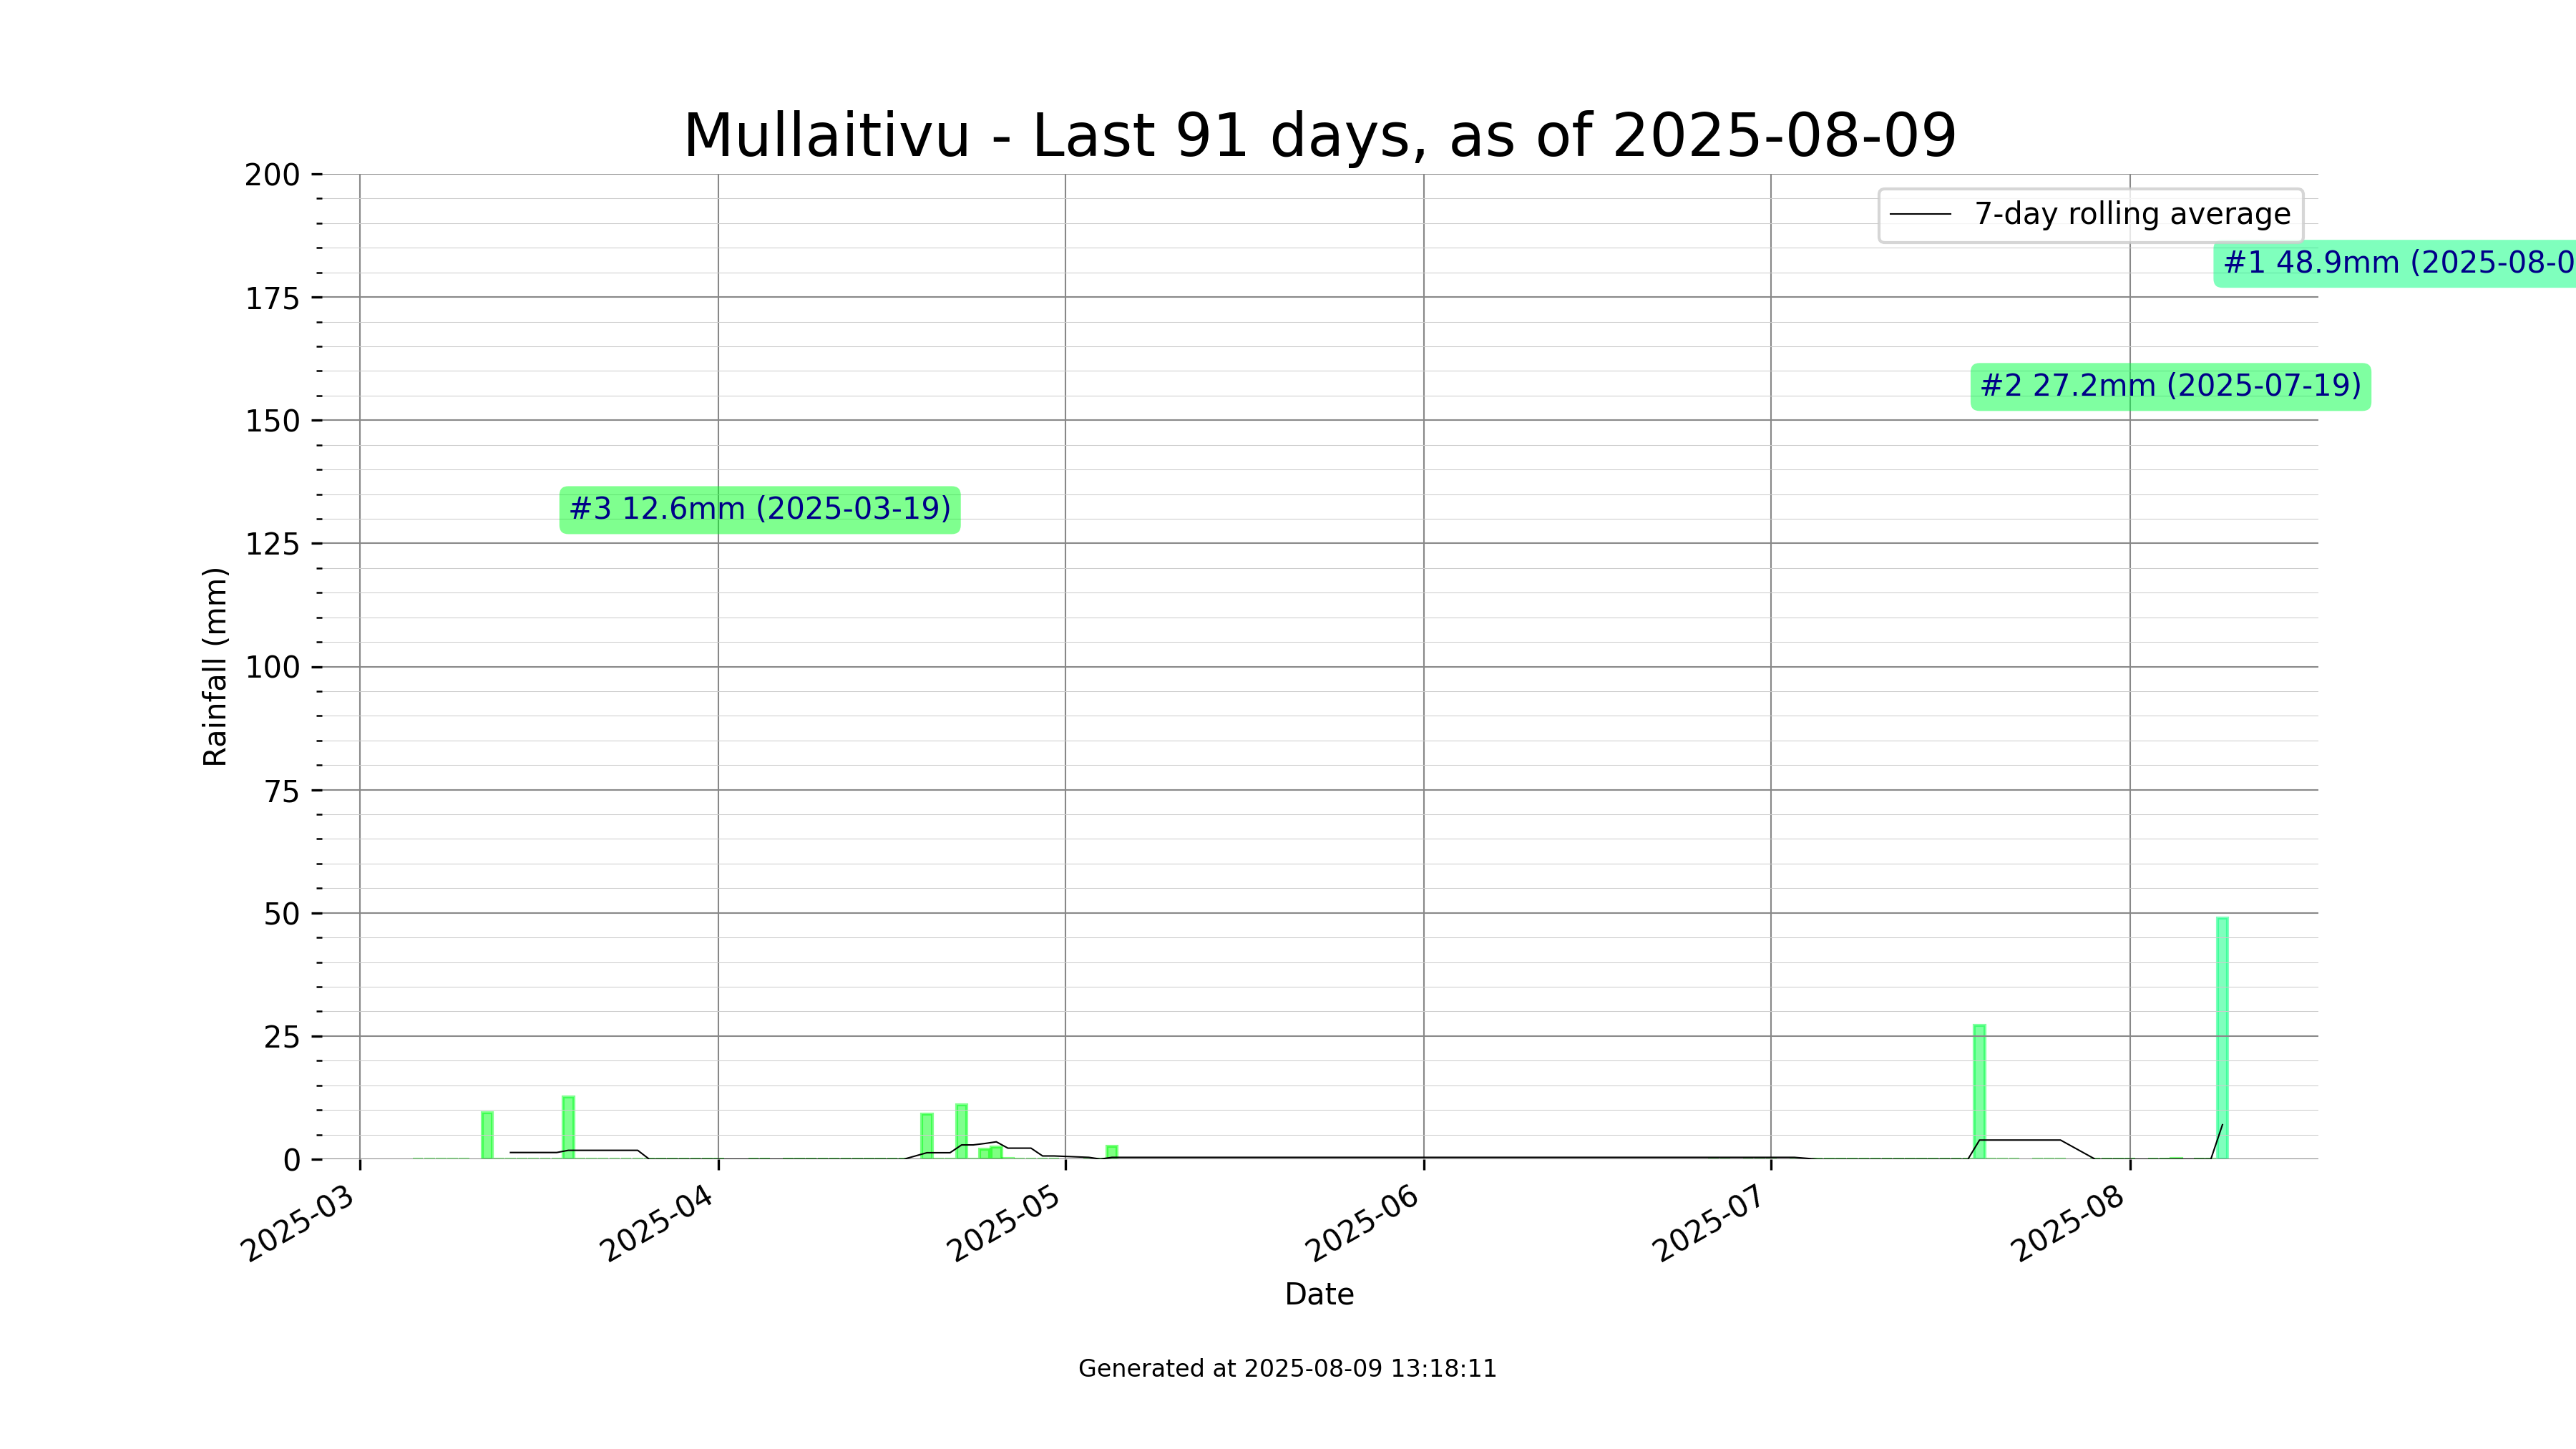 Mullaitivu - Last 91 days, as of 2025-08-09
200
175
150
125
100
75
50
25
0
Rainfall (mm)
7-day rolling average
#1 48.9mm (2025-08-0
#2 27.2mm (2025-07-19)
#3 12.6mm (2025-03-19)
2025-03
2025-04
2025-05
2025-06
2025-07
2025-08
Date
Generated at 2025-08-09 13:18:11